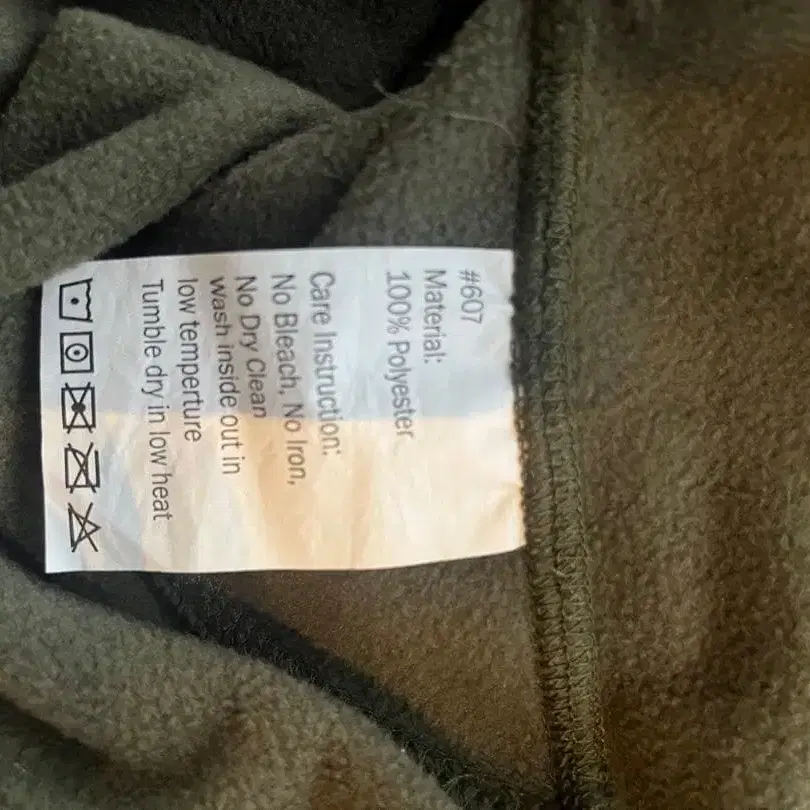 #607
Material:
100% Polyester
Care Instruction:
No Bleach, No Iron,
No Dry Clean
Wash inside out in
low temperture
Tumble dry in low heat